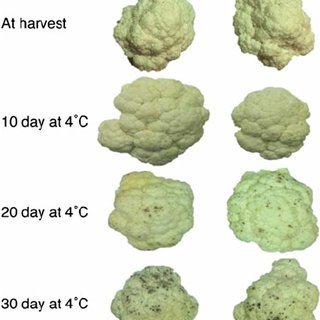 At harvest
10 day at 4˚C
20 day at 4˚C
30 day at 4˚C